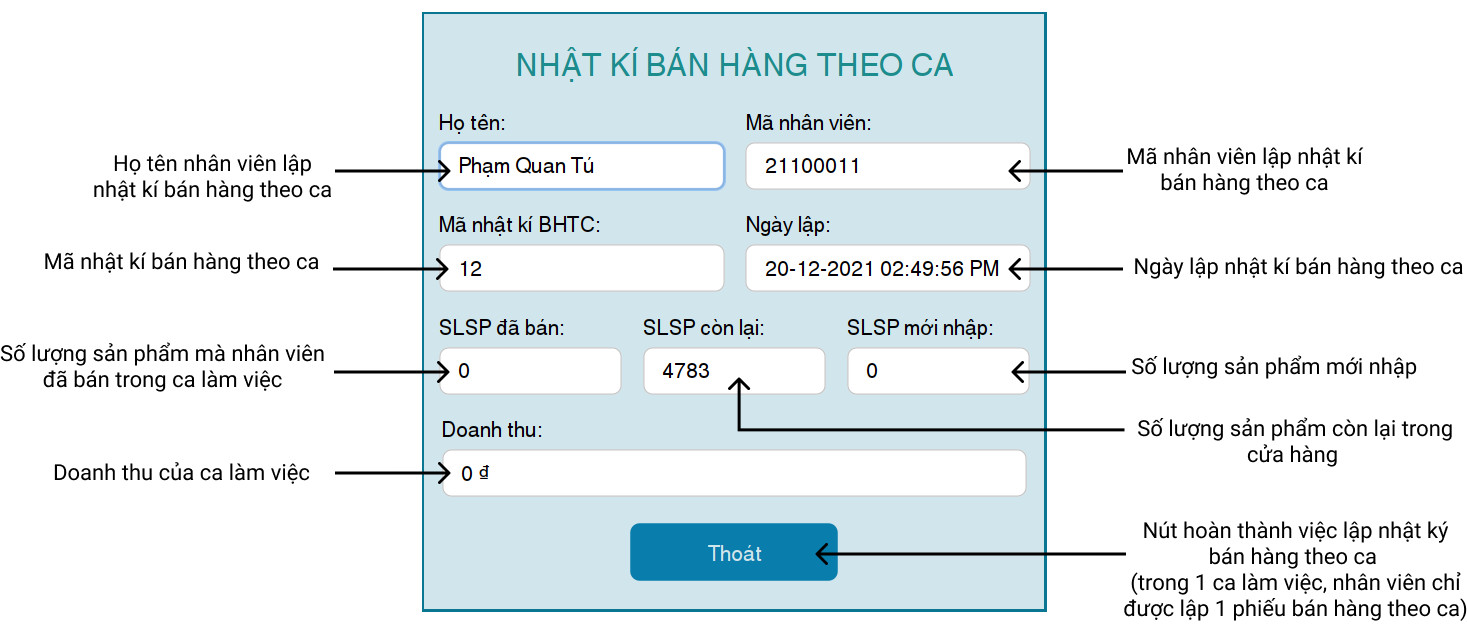 NHẬT KÍ BÁN HÀNG THEO CA
Họ tên:
Mã nhân viên:
Họ tên nhân viên lập
nhật kí bán hàng theo ca
Phạm Quan Tú
21100011
Mã nhân viên lập nhật kí
bán hàng theo ca
Mã nhật kí BHTC:
Ngày lập:
Mã nhật kí bán hàng theo ca
12
20-12-2021 02:49:56 PM
Ngày lập nhật kí bán hàng theo ca
SLSP đã bán:
SLSP còn lại:
SLSP mới nhập:
Số lượng sản phẩm mà nhân viên
đã bán trong ca làm việc
0
4783
0
Số lượng sản phẩm mới nhập
Số lượng sản phẩm còn lại trong
cửa hàng
Doanh thu:
Doanh thu của ca làm việc
0 ₫
Thoát
Nút hoàn thành việc lập nhật ký
bán hàng theo ca
(trong 1 ca làm việc, nhân viên chỉ
được lập 1 phiếu bán hàng theo ca)